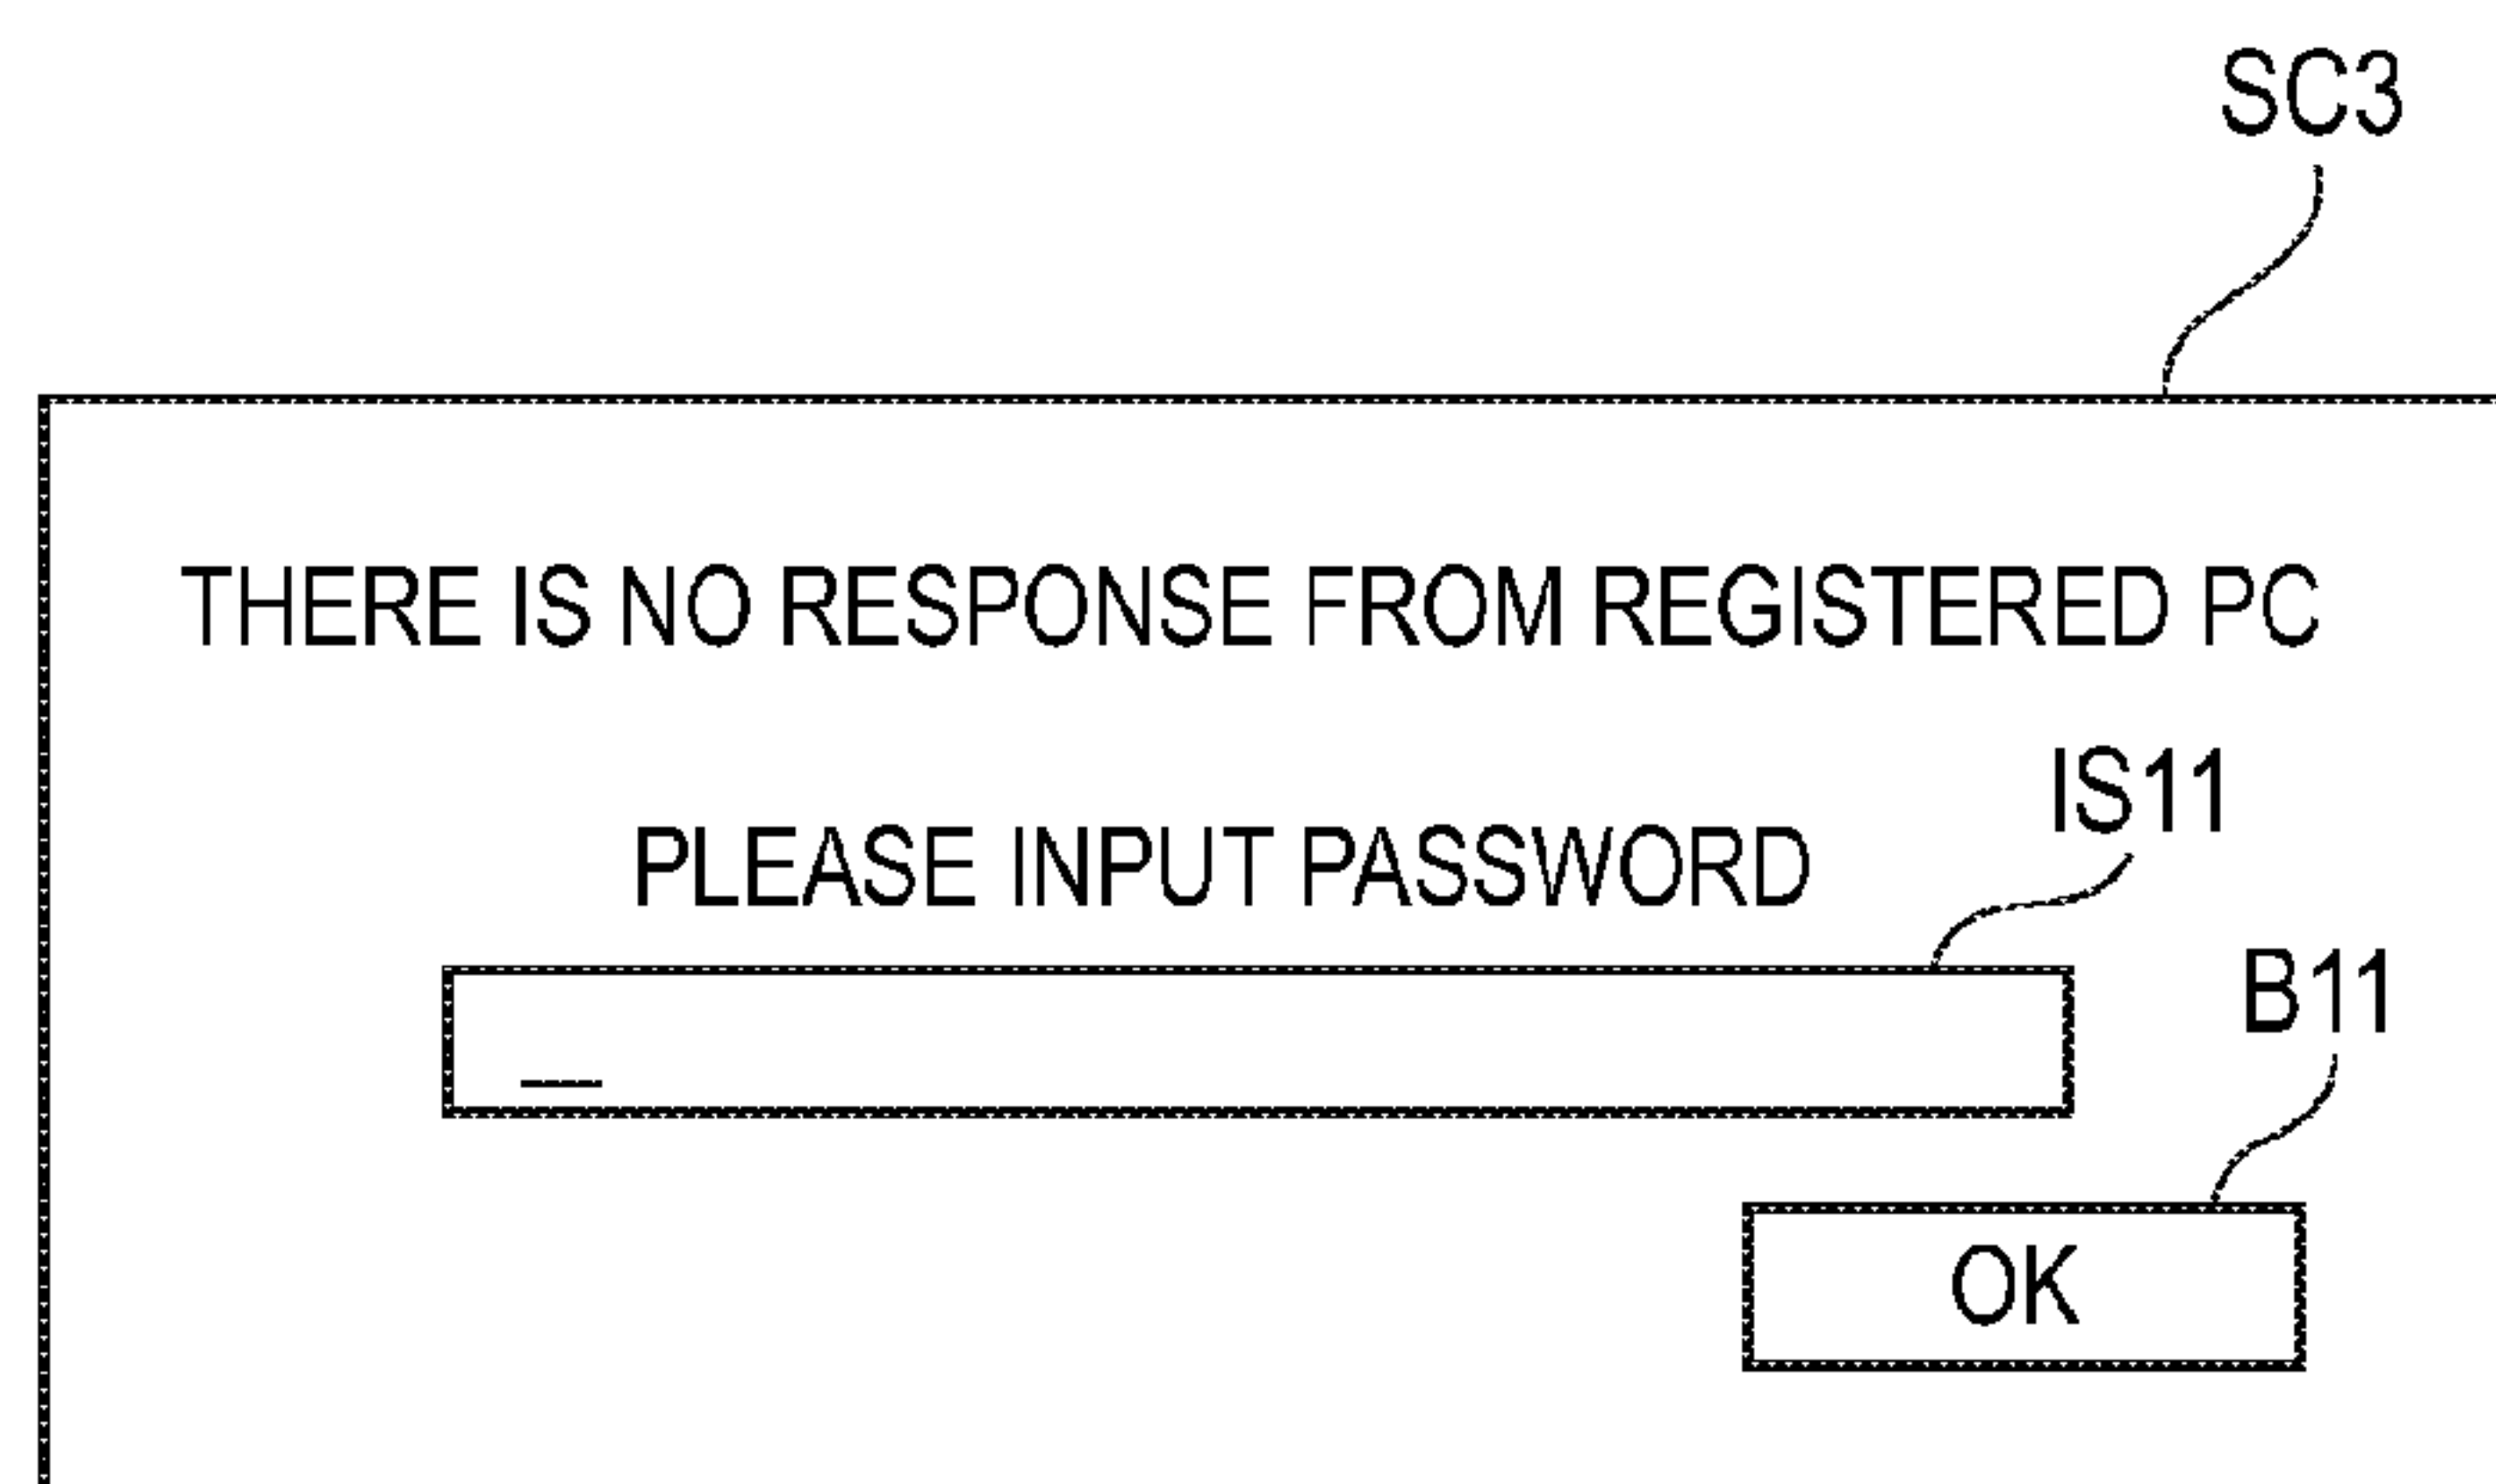 SC3
THERE IS NO RESPONSE FROM REGISTERED PC
IS11
PLEASE INPUT PASSWORD
B11
OK